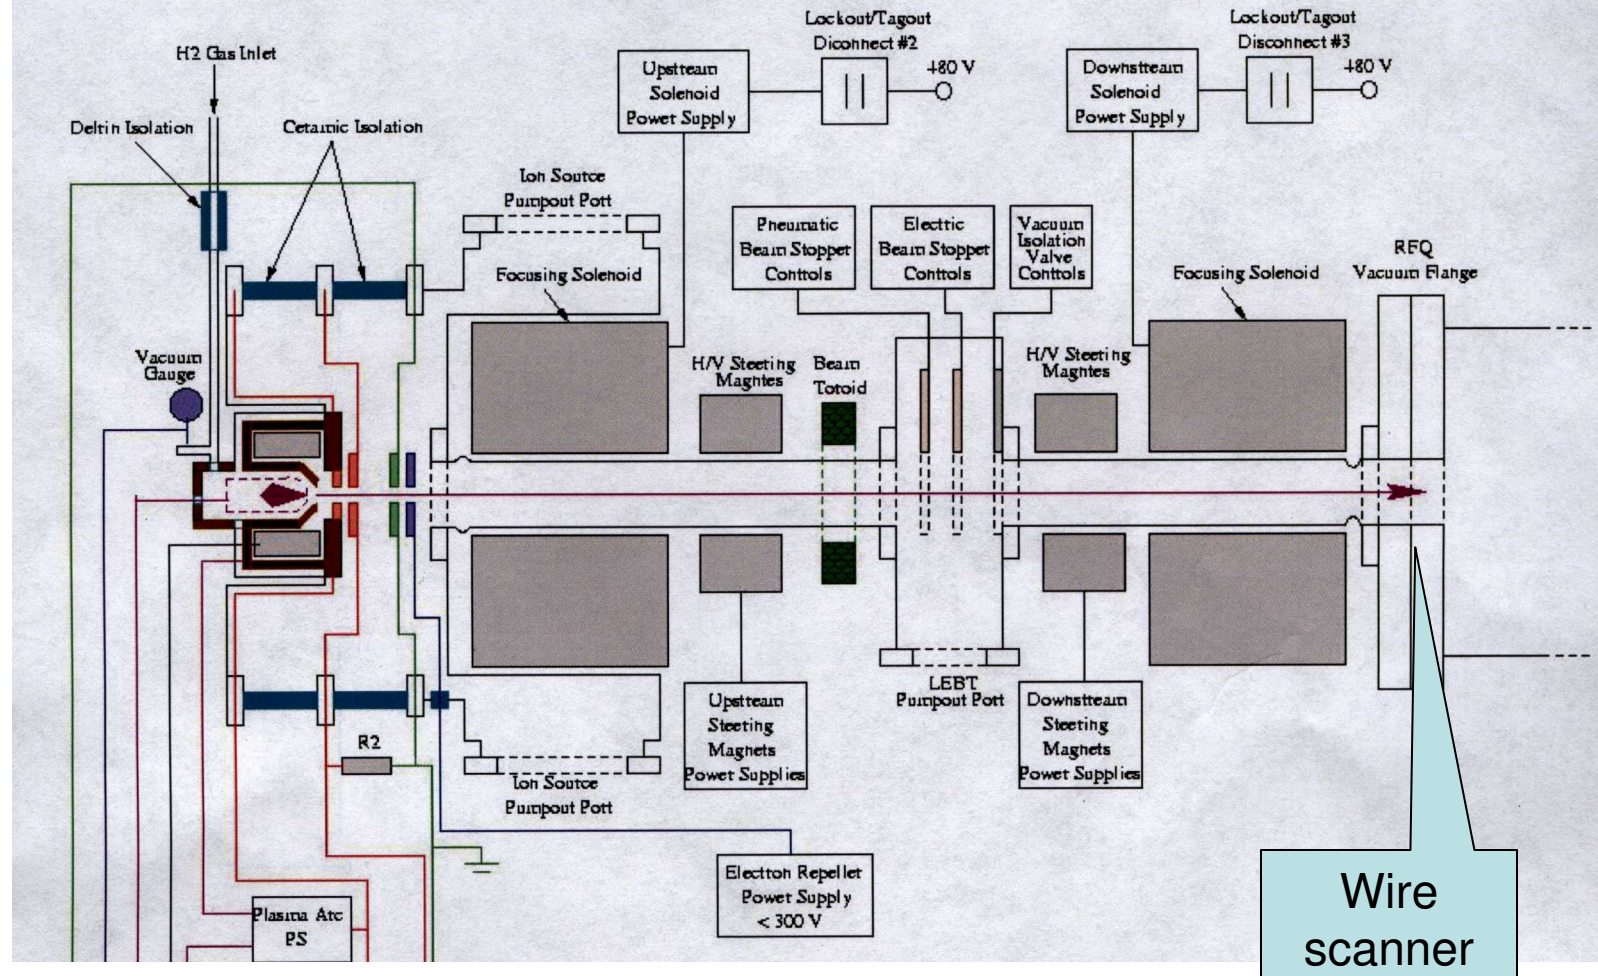 Lockout/Tagout
Diconnect #2
480 V
Lockout/Tagout
Disconnect #3
480 V
H2 Gas Inlet
Upstream
Solenoid
Power Supply
Downstream
Solenoid
Power Supply
Delrin Isolation
Ceramic Isolation
Ion Source
Pumpout Port
Pneumatic
Beam Stopper
Controls
Electric
Beam Stopper
Controls
Vacuum
Isolation
Valve
Controls
RFQ
Vacuum Flange
Focusing Solenoid
Focusing Solenoid
Vacuum
Gauge
H/V Steering
Magntes
Beam
Toroid
H/V Steering
Magntes
LEBT
Pumpout Port
Upstream
Steering
Magnets
Power Supplies
Downstream
Steering
Magnets
Power Supplies
R2
Ion Source
Pumpout Port
Electron Repeller
Power Supply
< 300 V
Plasma Arc
PS
Wire
scanner